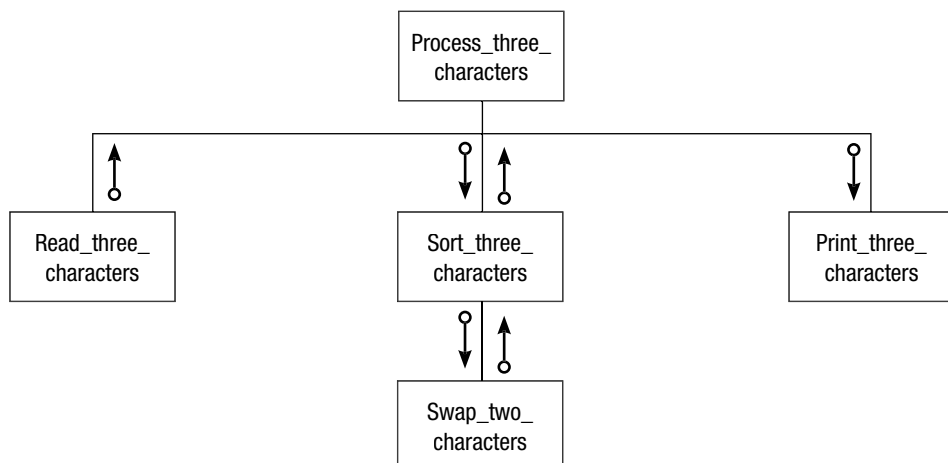 Process_three_
characters
Read_three_
characters
Sort_three_
characters
Print_three_
characters
Swap_two_
characters